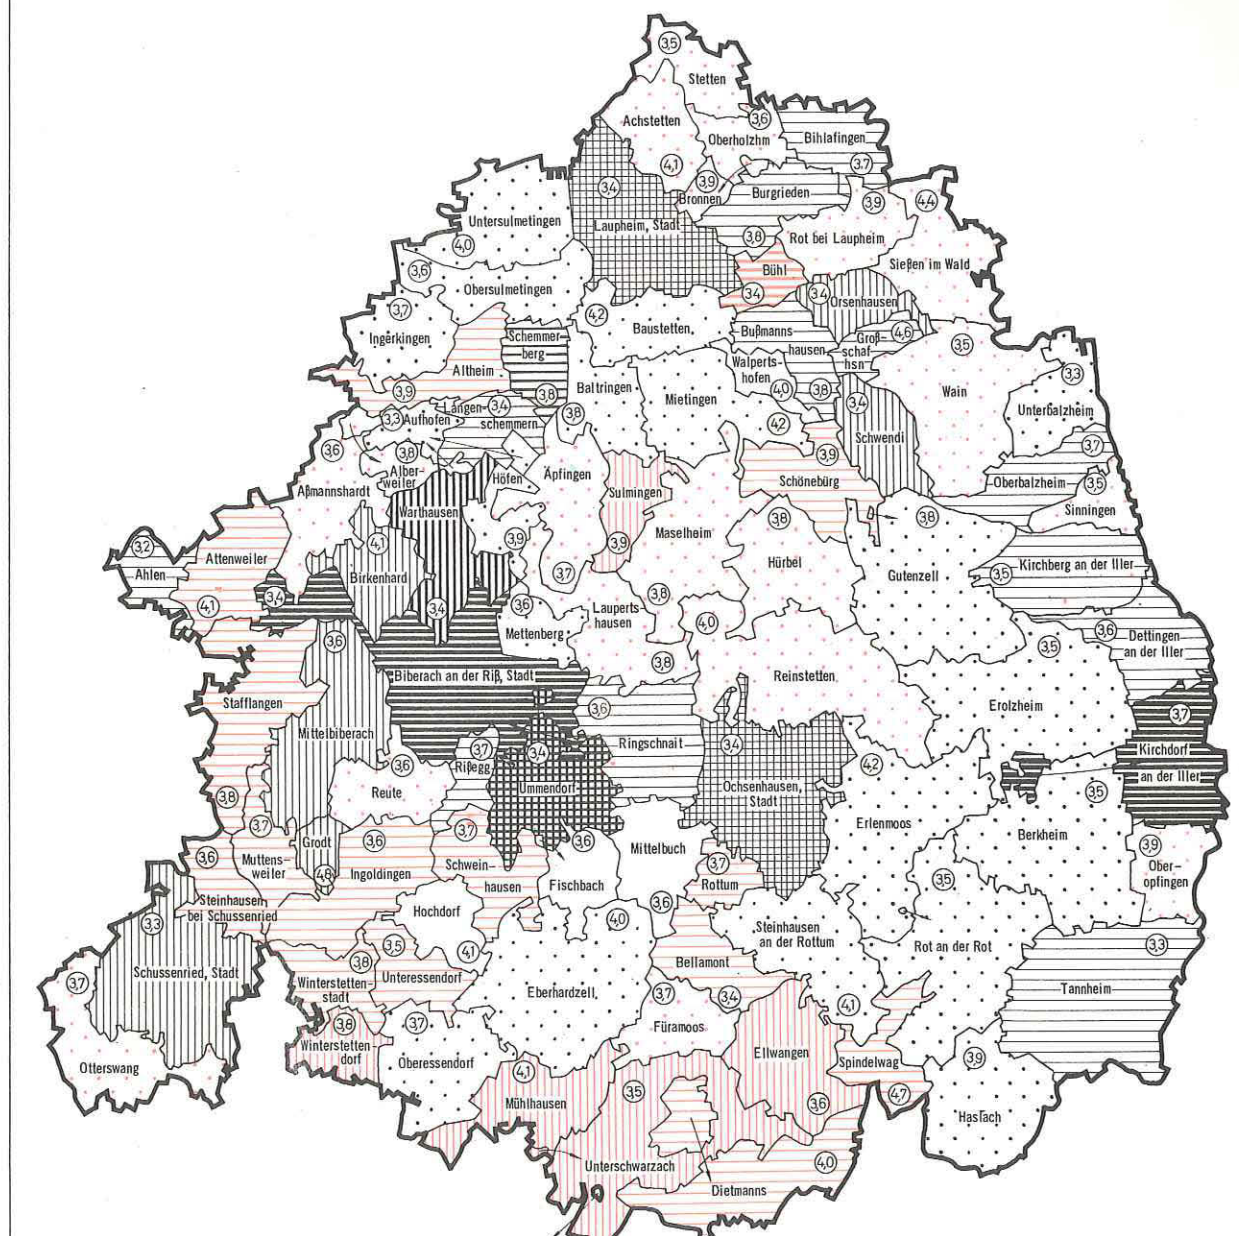 3,5
Stetten
Achstetten
3,6
Oberholzhm
Bihlafingen
4,1
3,9
3,7
3,4
Bronnen
Burgrieden
3,9
4,4
Untersulmetingen
Laupheim, Stadt
3,8
Rot bei Laupheim
4,0
Sießen im Wald
3,6
Bühl
Obersulmetingen
3,4
3,4
Orsenhausen
3,7
4,2
Baustetten
Bußmanns
hausen
4,6
Groß-
schaf
hsn
3,5
Ingerkingen
Schemmer-
berg
Altheim
Walperts-
hofen
3,3
Baltringen
Mietingen
4,0
3,8
3,4
Wain
Unterbalzheim
3,9
3,8
3,3
Aufhofen
Langen-
schemmern
3,4
3,8
4,2
Schwendi
3,7
3,6
3,8
Alber-
weiler
Höfen
Äpfingen
Sulmingen
3,9
Schönebürg
Oberbalzheim
3,5
Sinningen
Aßmannshardt
Warthausen
3,8
3,8
3,2
Ahlen
Attenweiler
4,1
Birkenhard
3,9
3,9
Maselheim
Hürbel
Gutenzell
Kirchberg an der Iller
3,5
3,7
3,4
4,1
3,4
3,6
Mettenberg
Lauperts
hausen
3,8
4,0
3,6
Dettingen
an der Iller
3,6
3,8
3,5
Biberach an der Riß, Stadt
Reinstetten
Stafflangen
3,6
Erolzheim
3,7
Mittelbiberach
3,7
Rißegg
3,4
Ringschnait
3,4
Kirchdorf
an der Iller
3,6
4,2
3,8
Reute
Ummendorf
Ochsenhausen,
Stadt
3,5
3,7
3,7
Erlenmoos
Berkheim
3,6
Muttens-
weiler
Grodt
3,6
Mittelbuch
3,9
3,6
4,6
Ingoldingen
Schwein-
hausen
3,7
Rottum
Ober-
opfingen
Steinhausen
bei Schussenried
Fischbach
3,5
3,3
Hochdorf
4,0
3,6
Steinhausen
an der Rottum
3,5
4,1
Rot an der Rot
3,3
Schussenried, Stadt
3,8
Winterstetten-
stadt
Unteressendorf
Bellamont
3,7
Eberhardzell
3,7
3,4
Tannheim
3,8
3,7
Füramoos
4,1
Winterstetten-
dorf
Ellwangen
3,9
Otterswang
Oberessendorf
4,1
Spindelwag
Mühlhausen
3,5
3,6
4,7
Haslach
Unterschwarzach
4,0
Dietmanns